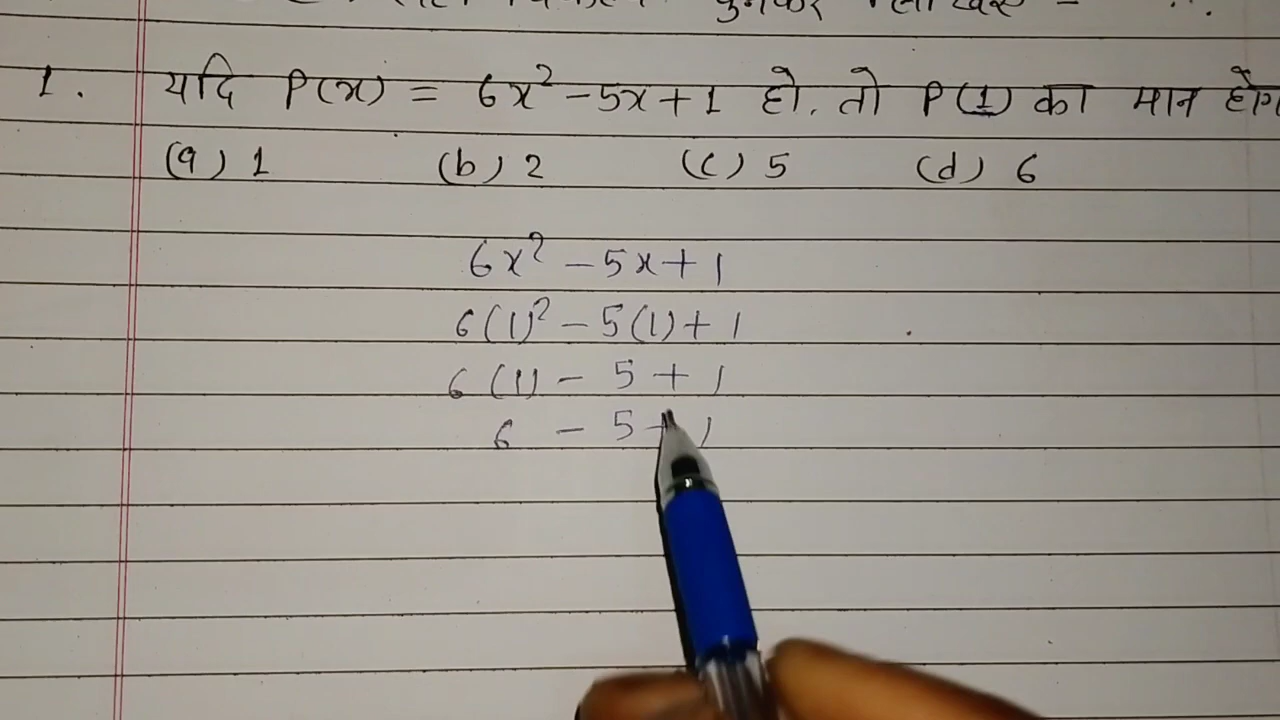 चुनकर
1. यदि P(x) = 6x² - 5x + 1 हो, तो P(1) का मान
(a) 1 (b) 2 (c) 5 (d) 6
6x² - 5x + 1
6(1)² - 5(1) + 1
6(1) - 5 + 1
6 - 5 + 1